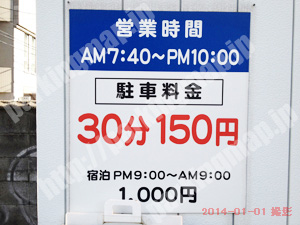 営業時間
AM7:40～PM10:00
駐車料金
30分 150円
宿泊 PM9:00～AM9:00
1,000円
2014-01-01 撮影